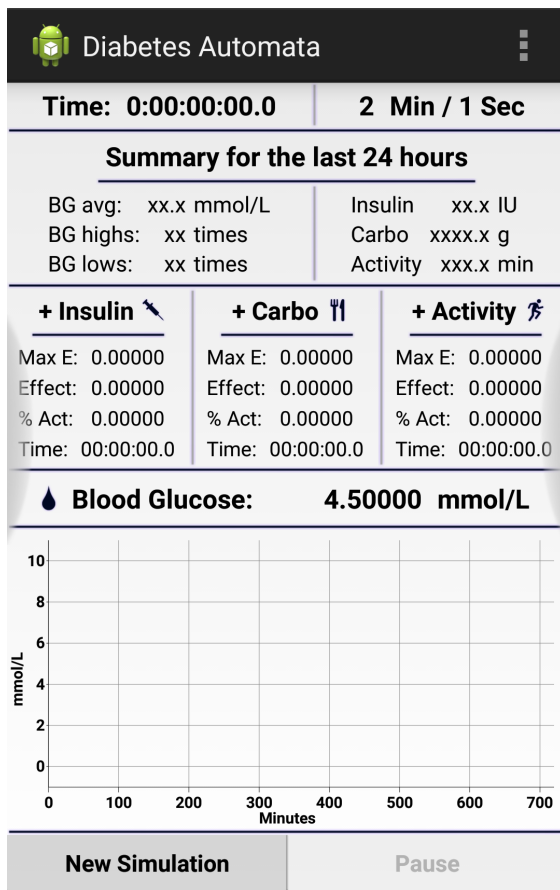 Diabetes Automata
Time: 0:00:00:00.0 2 Min / 1 Sec
Summary for the last 24 hours
BG avg: xx.x mmol/L
BG highs: xx times
BG lows: xx times
Insulin xx.x IU
Carbo xxxx.x g
Activity xxx.x min
+ Insulin
Max E: 0.00000
Effect: 0.00000
% Act: 0.00000
Time: 00:00:00.0
+ Carbo
Max E: 0.00000
Effect: 0.00000
% Act: 0.00000
Time: 00:00:00.0
+ Activity
Max E: 0.00000
Effect: 0.00000
% Act: 0.00000
Time: 00:00:00.0
Blood Glucose: 4.50000 mmol/L
mmol/L
10
8
6
4
2
0
0 100 200 300 400 500 600 700
Minutes
New Simulation Pause